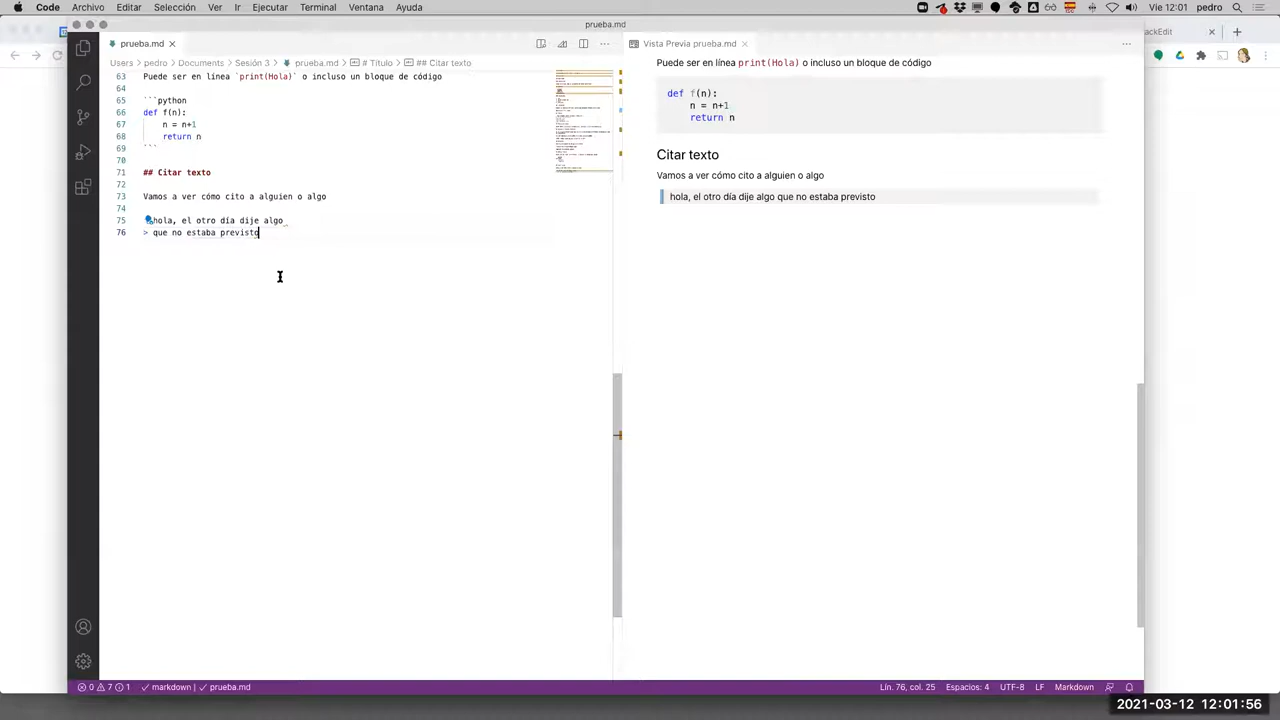 Code Archivo Editar Selección Ver Ir Ejecutar Terminal Ventana Ayuda
Vie 12:01 pedro
prueba.md
ackEdit
prueba.md
Vista Previa prueba.md
pedro > Documents > Sesión 3 > prueba.md > # Título > ## Citar texto
63 Puede ser en línea `print(Hola) o incluso un bloque de código
64
65 `python
66 def f(n):
67 n = n+1
68 return n
69
70
71 Citar texto
72
73 Vamos a ver cómo cito a alguien o algo
74
75 hola, el otro día dije algo
76 > que no estaba previsto
Puede ser en línea print(Hola) o incluso un bloque de código
def f(n):
n = n+
return
Citar texto
Vamos a ver cómo cito a alguien o algo
hola, el otro día dije algo que no estaba previsto
0 7 1 markdown | prueba.md
Lín. 76, col. 25 Espacios: 4 UTF-8 LF Markdown
2021-03-12 12:01:56